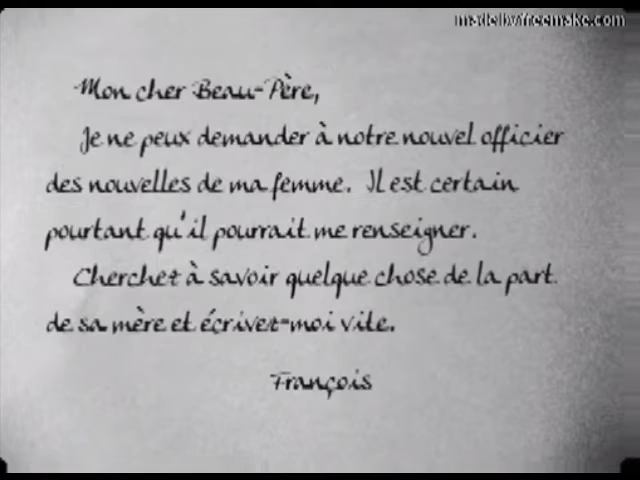 madebyfreemake.com
Mon cher Beau-Père,
Je ne peux demander à notre nouvel officier
des nouvelles de ma femme. Il est certain
pourtant qu'il pourrait me renseigner.
Cherchez à savoir quelque chose de la part
de sa mère et écrivez-moi vite.
François